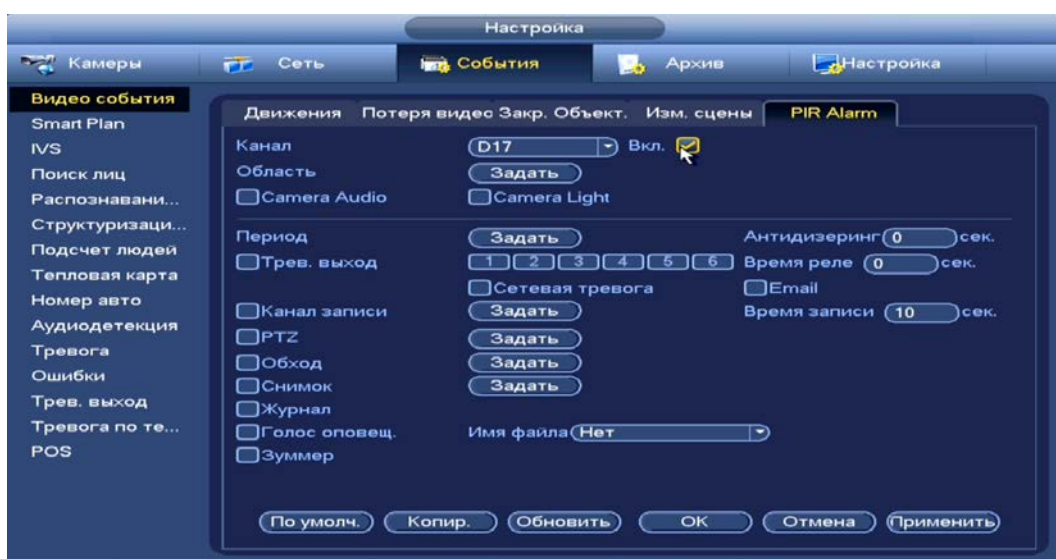 Настройка
Камеры Сеть События Архив Настройка
Видео события
Smart Plan
IVS
Поиск лиц
Распознавани...
Структуризаци...
Подсчет людей
Тепловая карта
Номер авто
Аудиодетекция
Тревога
Ошибки
Трев. выход
Тревога по те...
POS
Движения Потеря видео Закр. Объект. Изм. сцены PIR Alarm
Канал D17 Вкл.
Область Задать
Camera Audio Camera Light
Период Задать Антидизеринг 0 сек.
Трев. выход 1 2 3 4 5 6 Время реле 0 сек.
Сетевая тревога Email
Канал записи Задать Время записи 10 сек.
PTZ Задать
Обход Задать
Снимок Задать
Журнал
Голос оповещ. Имя файла Нет
Зуммер
По умолч. Копир. Обновить OK Отмена Применить